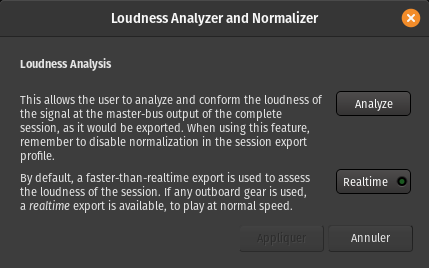 Loudness Analyzer and Normalizer
Loudness Analysis
This allows the user to analyze and conform the loudness of
the signal at the master-bus output of the complete
session, as it would be exported. When using this feature,
remember to disable normalization in the session export
profile.
Analyze
By default, a faster-than-realtime export is used to assess
the loudness of the session. If any outboard gear is used,
a realtime export is available, to play at normal speed.
Realtime
Appliquer
Annuler